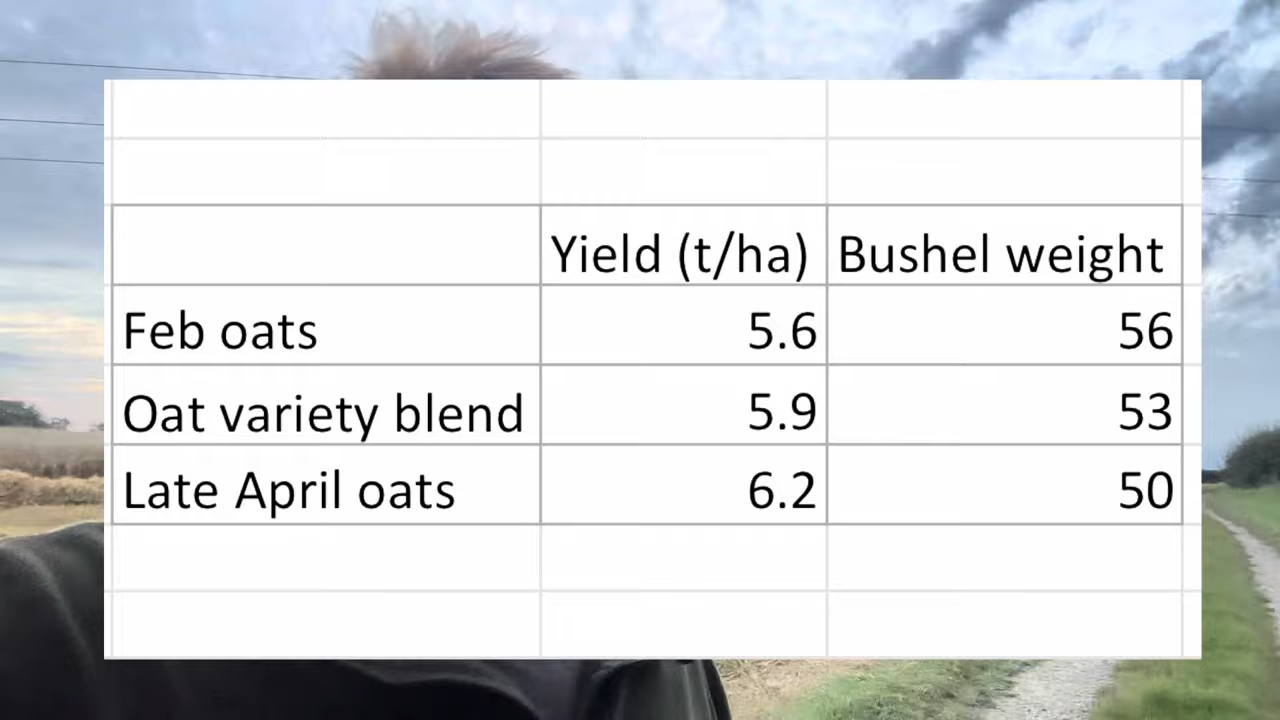 Yield (t/ha) Bushel weight
Feb oats 5.6 56
Oat variety blend 5.9 53
Late April oats 6.2 50